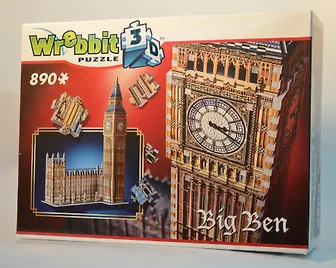 Wrebbit 3D
PUZZLE
890
Big Ben